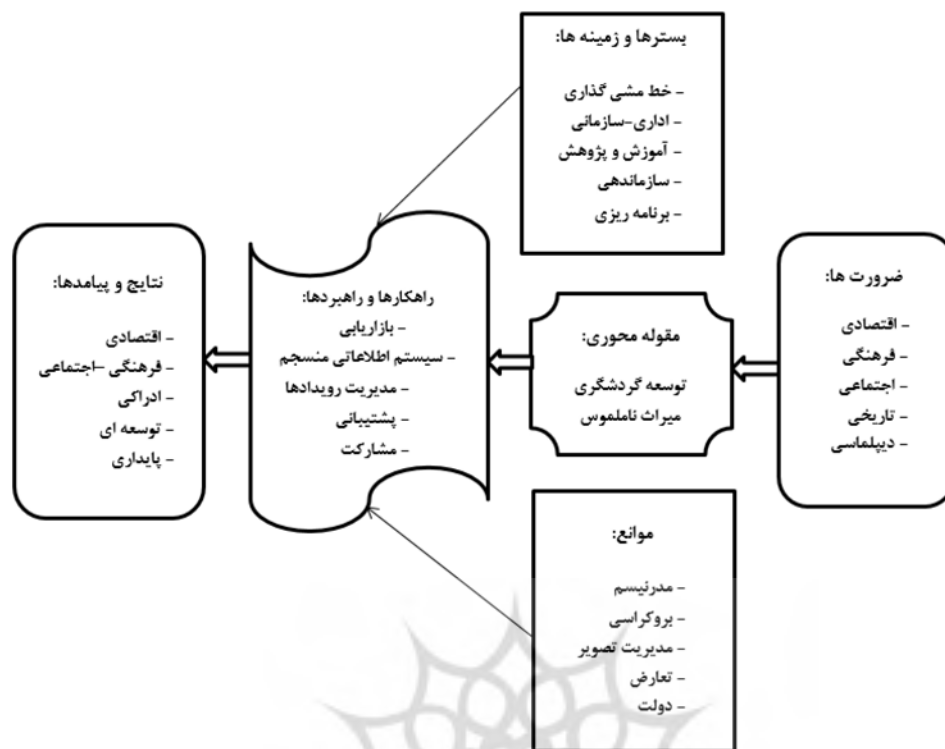 بسترها و زمینه ها:
- خط مشی گذاری
- اداری-سازمانی
- آموزش و پژوهش
- سازماندهی
- برنامه ریزی
ضرورت ها:
- اقتصادی
- فرهنگی
- اجتماعی
- تاریخی
- دیپلماسی
مقوله محوری:
توسعه گردشگری
میراث ناملموس
راهکارها و راهبردها:
- بازاریابی
- سیستم اطلاعاتی منسجم
- مدیریت رویدادها
- پشتیبانی
- مشارکت
نتایج و پیامدها:
- اقتصادی
- فرهنگی -اجتماعی
- ادراکی
- توسعه ای
- پایداری
موانع:
- مدرنیسم
- بروکراسی
- مدیریت تصویر
- تعارض
- دولت